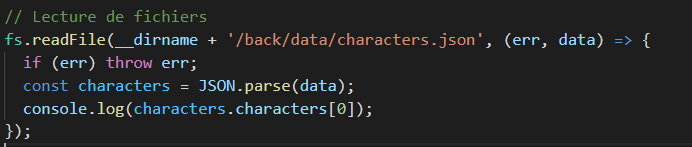 // Lecture de fichiers
fs.readFile(__dirname + '/back/data/characters.json', (err, data) => {
  if (err) throw err;
  const characters = JSON.parse(data);
  console.log(characters.characters[0]);
});